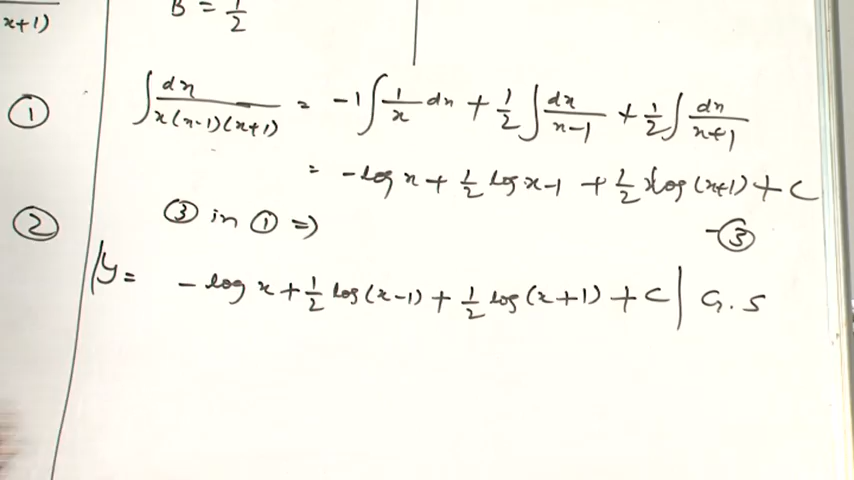 x+1)
B = 1/2
①
∫ dx / x(x-1)(x+1) = -1 ∫ 1/x dx + 1/2 ∫ dx/x-1 + 1/2 ∫ dx/x+1
= -log x + 1/2 log x-1 + 1/2 log (x+1) + C
②
③ in ① ⇒) -③
y = - log x + 1/2 log (x-1) + 1/2 log (x+1) + C | G.S